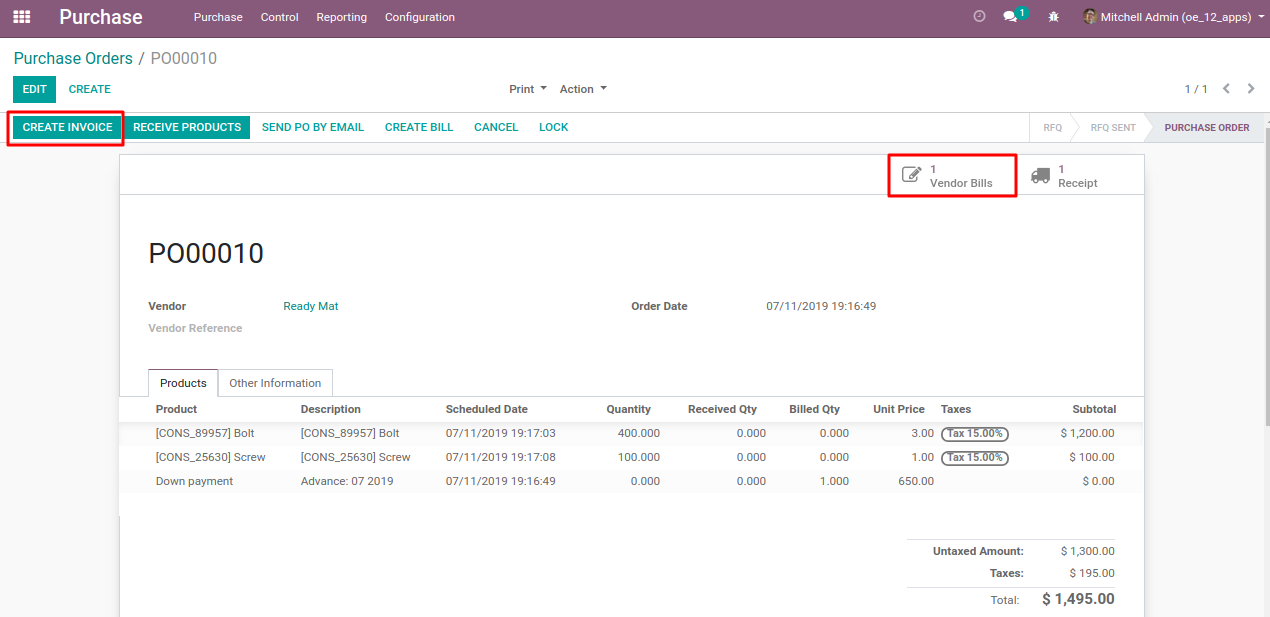 Purchase Purchase Control Reporting Configuration 1 Mitchell Admin (oe_12_apps)
Purchase Orders / PO00010
EDIT CREATE Print Action 1 / 1
CREATE INVOICE RECEIVE PRODUCTS SEND PO BY EMAIL CREATE BILL CANCEL LOCK RFQ RFQ SENT PURCHASE ORDER
1 1
Vendor Bills Receipt
PO00010
Vendor Ready Mat Order Date 07/11/2019 19:16:49
Vendor Reference
Products Other Information
Product Description Scheduled Date Quantity Received Qty Billed Qty Unit Price Taxes Subtotal
[CONS_89957] Bolt [CONS_89957] Bolt 07/11/2019 19:17:03 400.000 0.000 0.000 3.00 Tax 15.00% $ 1,200.00
[CONS_25630] Screw [CONS_25630] Screw 07/11/2019 19:17:08 100.000 0.000 0.000 1.00 Tax 15.00% $ 100.00
Down payment Advance: 07 2019 07/11/2019 19:16:49 0.000 0.000 1.000 650.00 $ 0.00
Untaxed Amount: $ 1,300.00
Taxes: $ 195.00
Total: $ 1,495.00